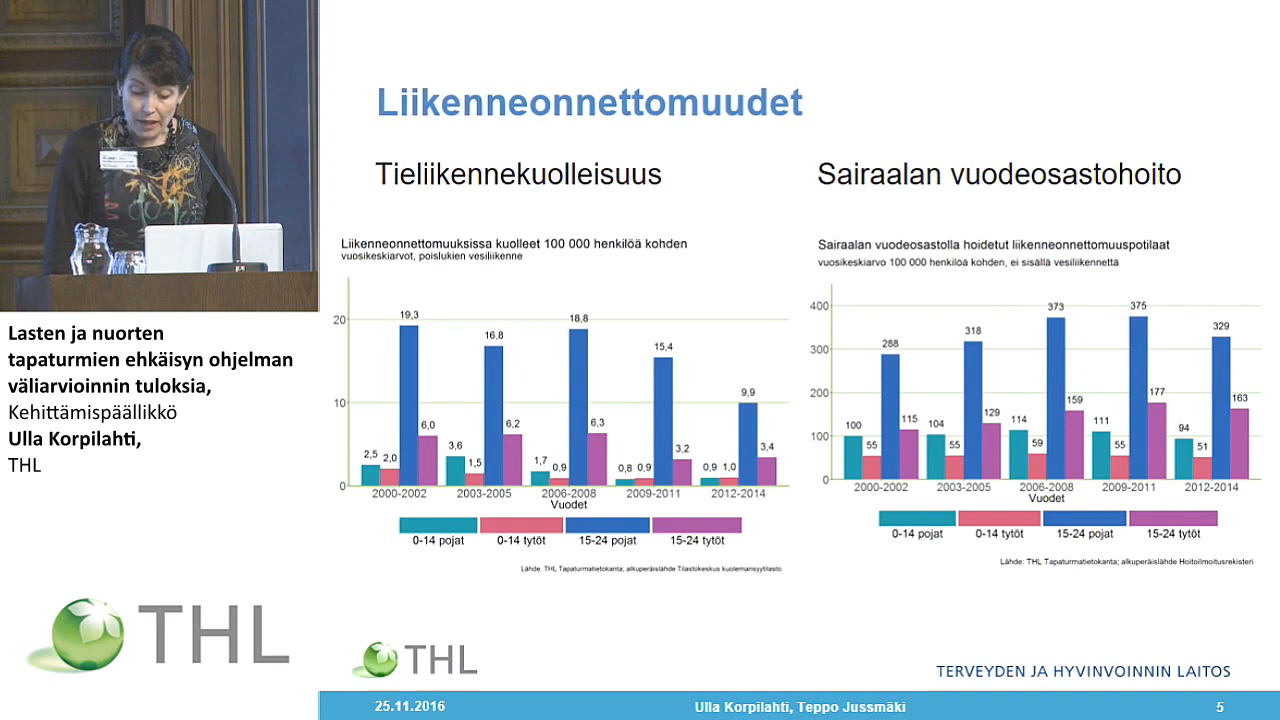 Liikenneonnettomuudet
Tieliikennekuolleisuus
Liikenneonnettomuuksissa kuolleet 100 000 henkilöä kohden
vuosikeskiarvot, poislukien vesiliikenne
20
10
0
2,5 2,0 19,3 6,0
3,6 1,5 16,8 6,2
1,7 0,9 18,8 6,3
0,8 0,9 15,4 3,2
0,9 1,0 9,9 3,4
2000-2002 2003-2005 2006-2008 2009-2011 2012-2014
Vuodet
0-14 pojat 0-14 tytöt 15-24 pojat 15-24 tytöt
Lähde: THL Tapaturmatietokanta; alkuperäislähde Tilastokeskus kuolemansyytilasto
Sairaalan vuodeosastohoito
Sairaalan vuodeosastolla hoidetut liikenneonnettomuuspotilaat
vuosikeskiarvo 100 000 henkilöä kohden, ei sisällä vesiliikennettä
400
300
200
100
0
100 55 288 115
104 55 318 129
114 59 373 159
111 55 375 177
94 51 329 163
2000-2002 2003-2005 2006-2008 2009-2011 2012-2014
Vuodet
0-14 pojat 0-14 tytöt 15-24 pojat 15-24 tytöt
Lähde: THL Tapaturmatietokanta; alkuperäislähde Hoitoilmoitusrekisteri
Lasten ja nuorten
tapaturmien ehkäisyn ohjelman
väliarvioinnin tuloksia,
Kehittämispäällikkö
Ulla Korpilahti,
THL
THL
THL
TERVEYDEN JA HYVINVOINNIN LAITOS
25.11.2016 Ulla Korpilahti, Teppo Jussmäki 5